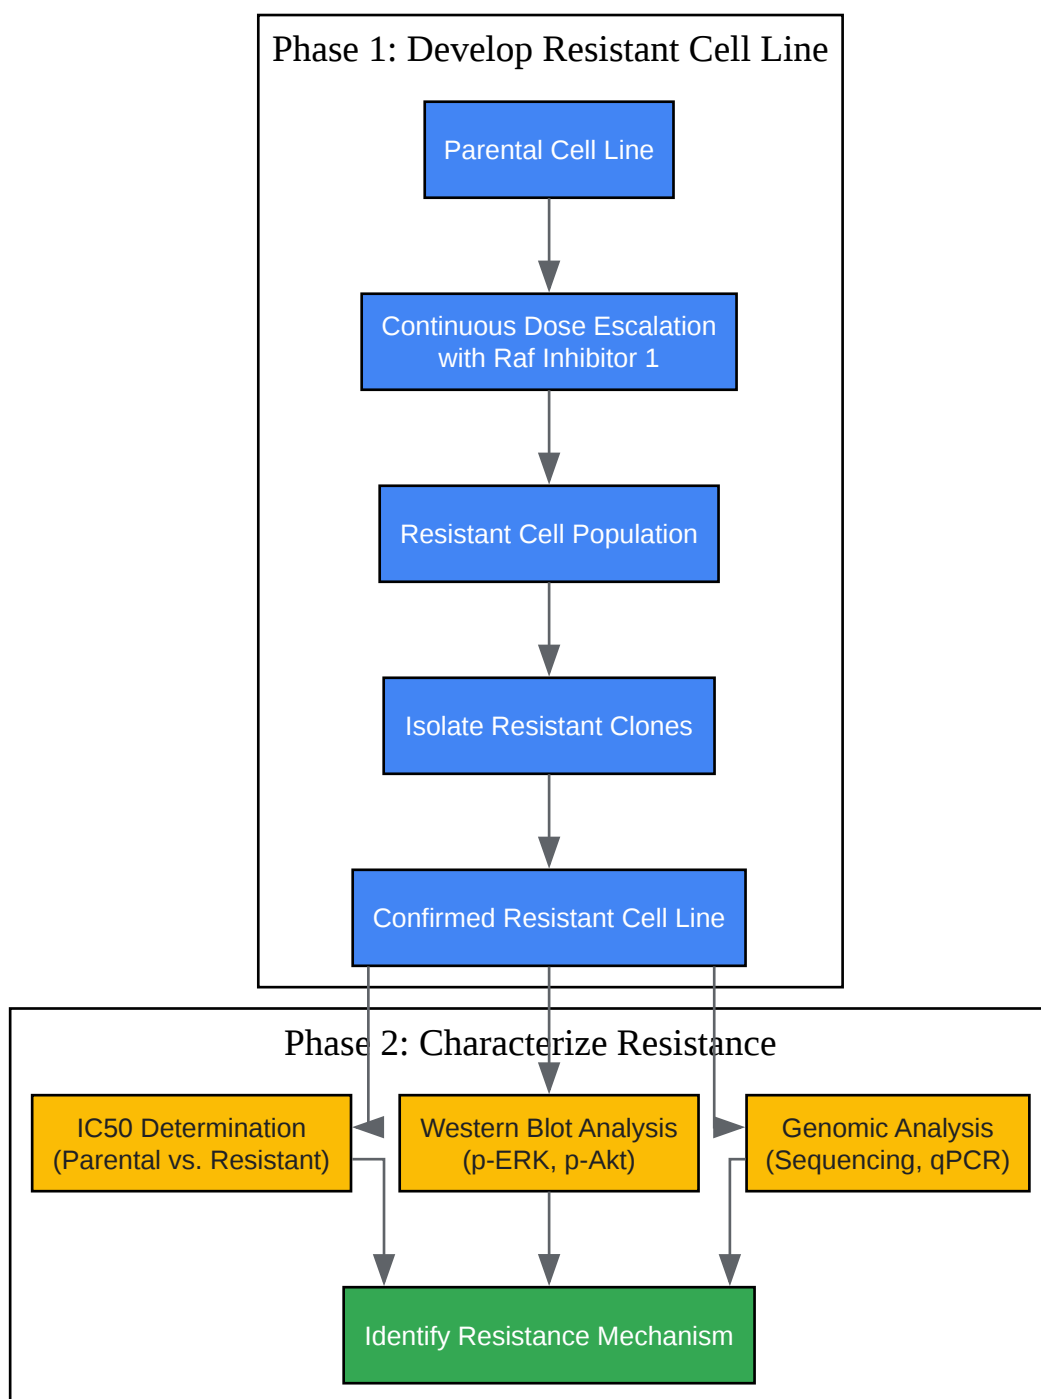 Phase 1: Develop Resistant Cell Line
Parental Cell Line
Continuous Dose Escalation
with Raf Inhibitor 1
Resistant Cell Population
Isolate Resistant Clones
Confirmed Resistant Cell Line
Phase 2: Characterize Resistance
IC50 Determination
(Parental vs. Resistant)
Western Blot Analysis
(p-ERK, p-Akt)
Genomic Analysis
(Sequencing, qPCR)
Identify Resistance Mechanism